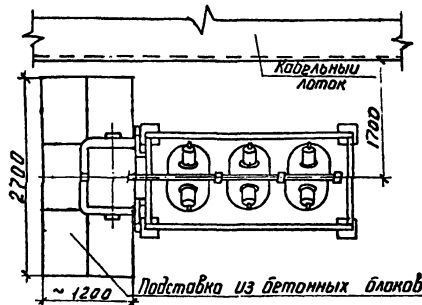 Кабельный
лоток
1700
2700
~ 1200
Подставка из бетонных блоков